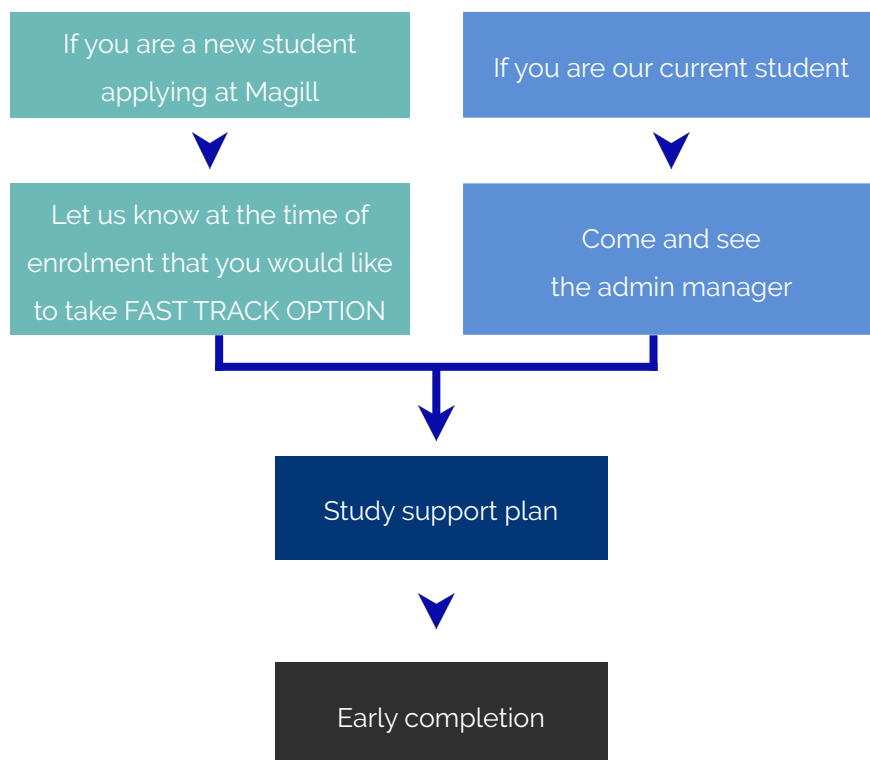 If you are a new student
applying at Magill
If you are our current student
Let us know at the time of
enrolment that you would like
to take FAST TRACK OPTION
Come and see
the admin manager
Study support plan
Early completion